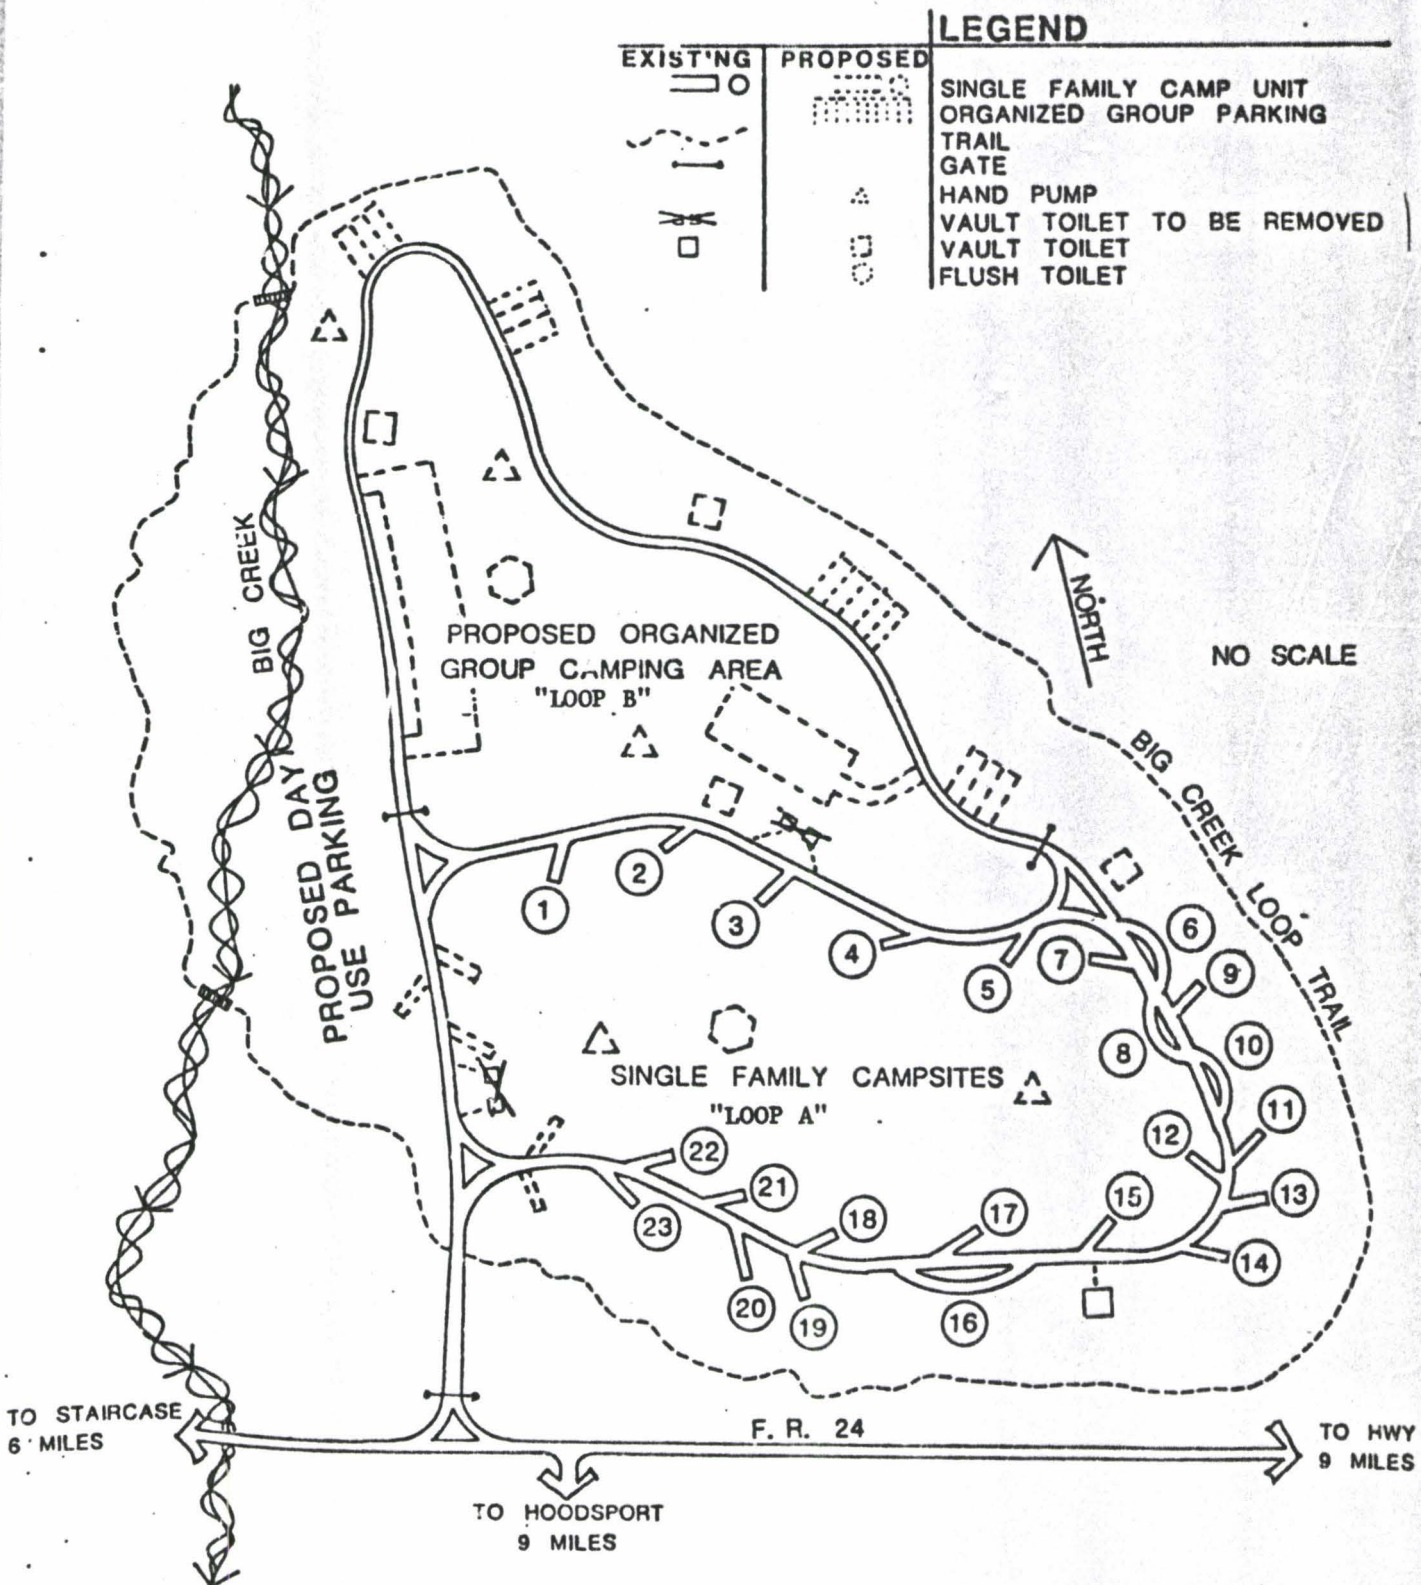 LEGEND
EXIST'NG PROPOSED
SINGLE FAMILY CAMP UNIT
ORGANIZED GROUP PARKING
TRAIL
GATE
HAND PUMP
VAULT TOILET TO BE REMOVED
VAULT TOILET
FLUSH TOILET
BIG CREEK
PROPOSED ORGANIZED
GROUP CAMPING AREA
"LOOP B"
NORTH
NO SCALE
PROPOSED DAY
USE PARKING
BIG CREEK LOOP TRAIL
1
2
3
4
5
6
7
8
9
10
11
12
13
14
15
16
17
18
19
20
21
22
23
SINGLE FAMILY CAMPSITES
"LOOP A"
TO STAIRCASE
6 MILES
F. R. 24
TO HWY
9 MILES
TO HOODSPORT
9 MILES